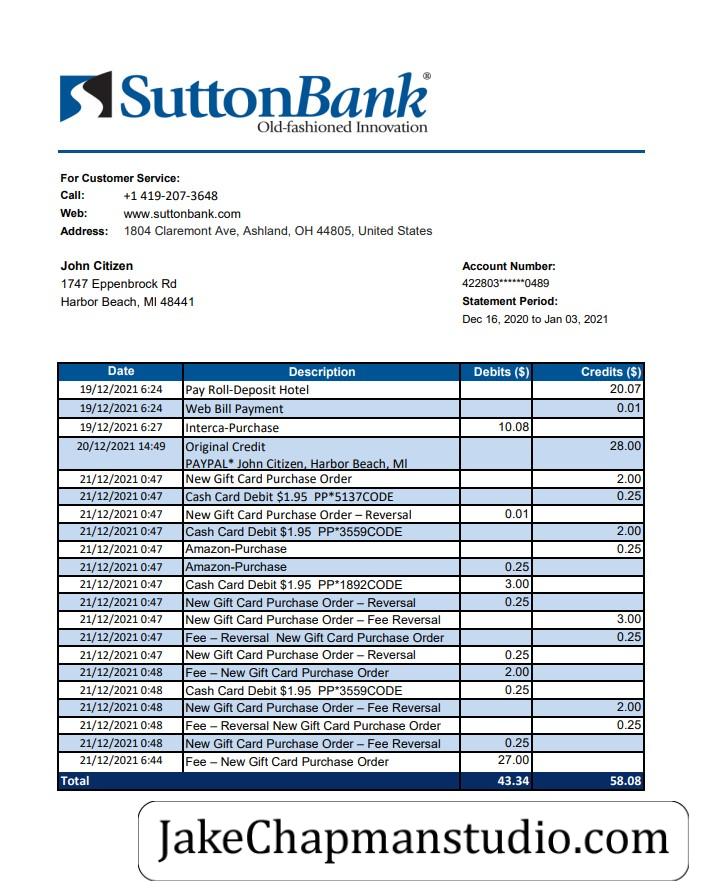 SuttonBank®
Old-fashioned Innovation
For Customer Service:
Call: +1 419-207-3648
Web: www.suttonbank.com
Address: 1804 Claremont Ave, Ashland, OH 44805, United States
John Citizen
1747 Eppenbrock Rd
Harbor Beach, MI 48441
Account Number:
422803******0489
Statement Period:
Dec 16, 2020 to Jan 03, 2021
Date Description Debits ($) Credits ($)
19/12/2021 6:24 Pay Roll-Deposit Hotel 20.07
19/12/2021 6:24 Web Bill Payment 0.01
19/12/2021 6:27 Interca-Purchase 10.08
20/12/2021 14:49 Original Credit 28.00
PAYPAL* John Citizen, Harbor Beach, MI
21/12/2021 0:47 New Gift Card Purchase Order 2.00
21/12/2021 0:47 Cash Card Debit $1.95 PP*5137CODE 0.25
21/12/2021 0:47 New Gift Card Purchase Order – Reversal 0.01
21/12/2021 0:47 Cash Card Debit $1.95 PP*3559CODE 2.00
21/12/2021 0:47 Amazon-Purchase 0.25
21/12/2021 0:47 Amazon-Purchase 0.25
21/12/2021 0:47 Cash Card Debit $1.95 PP*1892CODE 3.00
21/12/2021 0:47 New Gift Card Purchase Order – Reversal 0.25
21/12/2021 0:47 New Gift Card Purchase Order – Fee Reversal 3.00
21/12/2021 0:47 Fee – Reversal New Gift Card Purchase Order 0.25
21/12/2021 0:47 New Gift Card Purchase Order – Reversal 0.25
21/12/2021 0:48 Fee – New Gift Card Purchase Order 2.00
21/12/2021 0:48 Cash Card Debit $1.95 PP*3559CODE 0.25
21/12/2021 0:48 New Gift Card Purchase Order – Fee Reversal 2.00
21/12/2021 0:48 Fee – Reversal New Gift Card Purchase Order 0.25
21/12/2021 0:48 New Gift Card Purchase Order – Fee Reversal 0.25
21/12/2021 6:44 Fee – New Gift Card Purchase Order 27.00
Total 43.34 58.08
JakeChapmanstudio.com